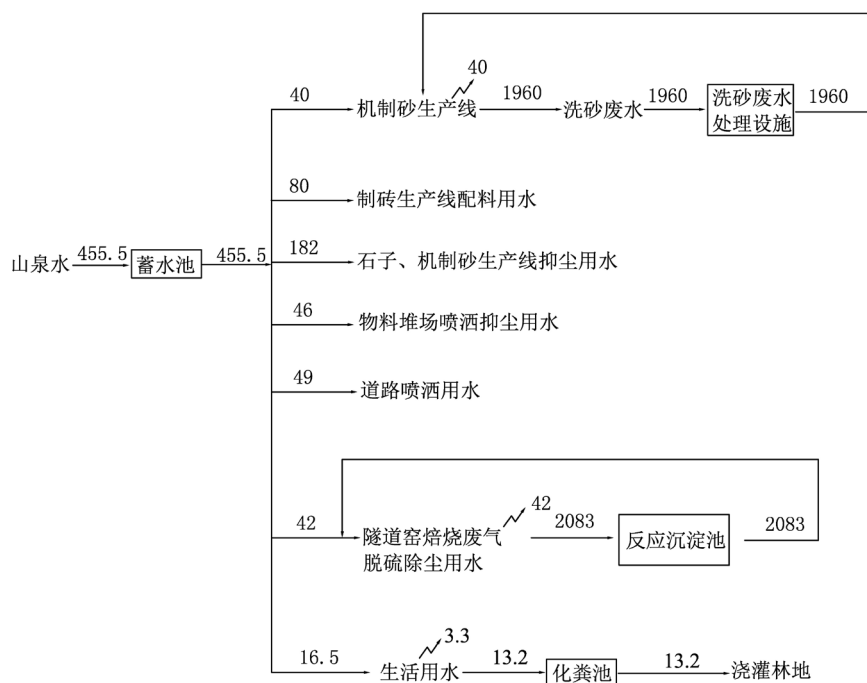 40
40
机制砂生产线
1960
洗砂废水
1960
洗砂废水
处理设施
1960
80
制砖生产线配料用水
山泉水
455.5
蓄水池
455.5
182
石子、机制砂生产线抑尘用水
46
物料堆场喷洒抑尘用水
49
道路喷洒用水
42
隧道窑焙烧废气
脱硫除尘用水
42
2083
反应沉淀池
2083
16.5
生活用水
3.3
13.2
化粪池
13.2
浇灌林地